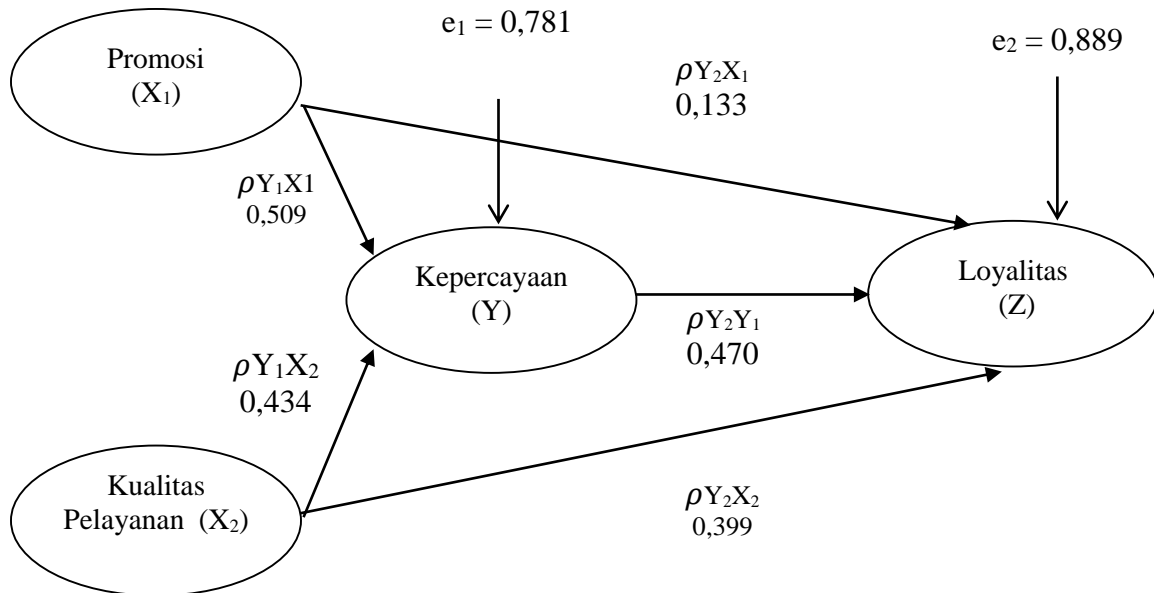 e₁ = 0,781
e₂ = 0,889
Promosi
(X₁)
ρY₂X₁
0,133
ρY₁X1
0,509
Kepercayaan
(Y)
Loyalitas
(Z)
ρY₂Y₁
0,470
ρY₁X₂
0,434
Kualitas
Pelayanan (X₂)
ρY₂X₂
0,399